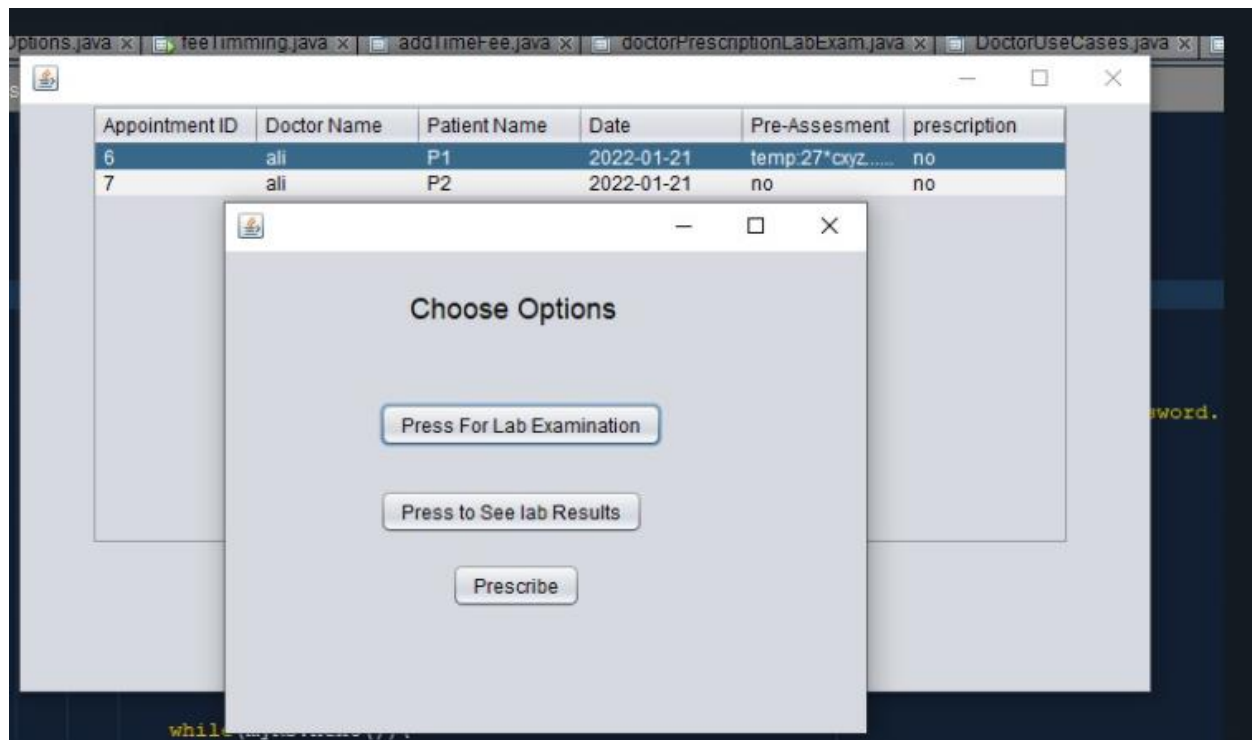 ptions.java feeTimming.java addTimeFee.java doctorPrescriptionLabExam.java DoctorUseCases.java
s
Appointment ID Doctor Name Patient Name Date Pre-Assesment prescription
6 ali P1 2022-01-21 temp:27*cxyz...... no
7 ali P2 2022-01-21 no no
Choose Options
Press For Lab Examination
sword.
Press to See lab Results
Prescribe
while